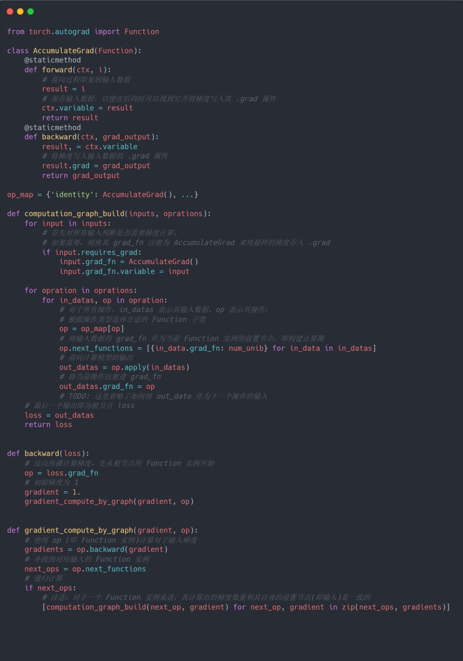 from torch.autograd import Function
class AccumulateGrad(Function):
@staticmethod
def forward(ctx, i):
# 前向过程即复制输入数据
result = i
# 保存输入数据，以便在后向时可以找到它并将梯度写入其 .grad 属性
ctx.variable = result
return result
@staticmethod
def backward(ctx, grad_output):
result, = ctx.variable
# 将梯度写入输入数据的 .grad 属性
result.grad = grad_output
return grad_output
op_map = {'identity': AccumulateGrad(), ...}
def computation_graph_build(inputs, oprations):
for input in inputs:
# 首先对所有输入判断是否需要梯度计算，
# 如果需要，则将其 grad_fn 注册为 AccumulateGrad 来将最终的梯度存入 .grad
if input.requires_grad:
input.grad_fn = AccumulateGrad()
input.grad_fn.variable = input
for opration in oprations:
for in_datas, op in opration:
# 对于所有操作，in_datas 表示其输入数据，op 表示其操作，
# 根据操作类型选择合适的 Function 子类
op = op_map[op]
# 将输入数据的 grad_fn 作为当前 Function 实例的前置节点，即构建计算图
op.next_functions = [{in_data.grad_fn: num_unib} for in_data in in_datas]
# 前向计算模型的输出
out_datas = op.apply(in_datas)
# 将当前操作注册进 grad_fn
out_datas.grad_fn = op
# TODO: 这里省略了如何将 out_data 作为下一个操作的输入
# 最后一个输出即为根节点 loss
loss = out_datas
return loss
def backward(loss):
# 反向传播计算梯度，先从根节点的 Function 实例开始
op = loss.grad_fn
# 初始梯度为 1
gradient = 1.
gradient_compute_by_graph(gradient, op)
def gradient_compute_by_graph(gradient, op):
# 使用 op (即 Function 实例)计算对于输入梯度
gradients = op.backward(gradient)
# 并找到对应输入的 Function 实例
next_ops = op.next_functions
# 递归计算
if next_ops:
# 注意：对于一个 Function 实例来说，其计算出的梯度数量和其自身的前置节点(即输入)是一致的
[computation_graph_build(next_op, gradient) for next_op, gradient in zip(next_ops, gradients)]